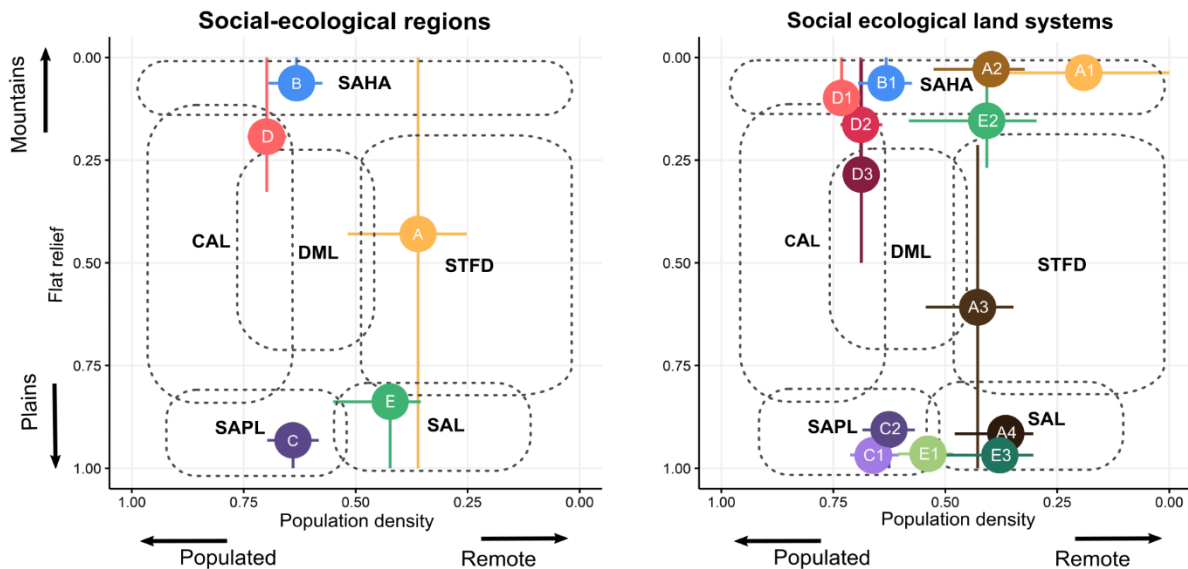 Social-ecological regions
Mountains
Flat relief
Plains
0.00
0.25
0.50
0.75
1.00
B
SAHA
D
CAL
DML
A
STFD
E
SAPL
C
SAL
1.00
0.75
0.50
0.25
0.00
Population density
Populated
Remote
Social ecological land systems
0.00
0.25
0.50
0.75
1.00
A2
A1
B1
SAHA
D1
D2
E2
D3
CAL
DML
STFD
A3
SAPL
C2
SAL
A4
C1
E1
E3
1.00
0.75
0.50
0.25
0.00
Population density
Populated
Remote